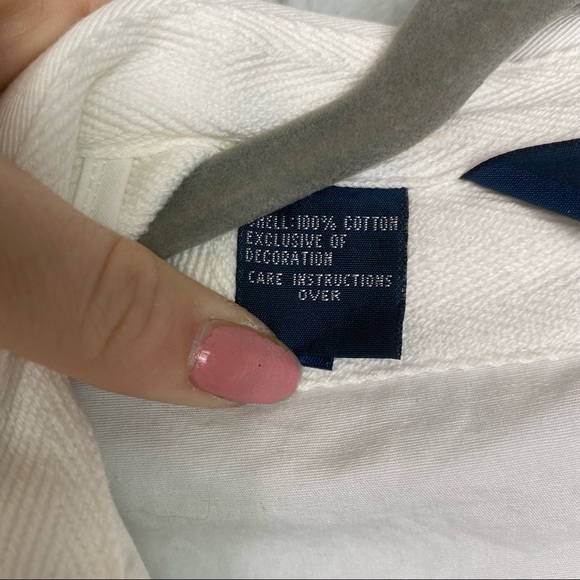 SHELL:100% COTTON
EXCLUSIVE OF
DECORATION
CARE INSTRUCTIONS
OVER